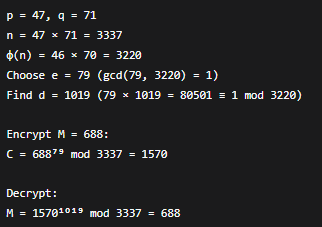 p = 47, q = 71
n = 47 × 71 = 3337
ϕ(n) = 46 × 70 = 3220
Choose e = 79 (gcd(79, 3220) = 1)
Find d = 1019 (79 × 1019 = 80501 ≡ 1 mod 3220)
Encrypt M = 688:
C = 688⁷⁹ mod 3337 = 1570
Decrypt:
M = 1570¹⁰¹⁹ mod 3337 = 688